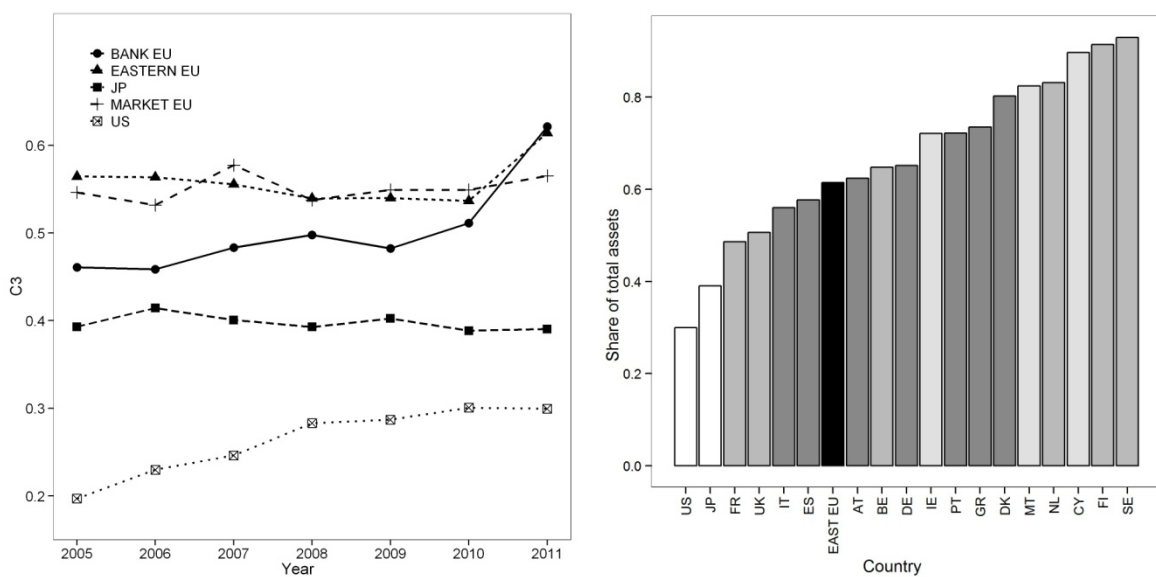 BANK EU
EASTERN EU
JP
MARKET EU
US
C3
0.6
0.5
0.4
0.3
0.2
2005 2006 2007 2008 2009 2010 2011
Year
Share of total assets
0.8
0.6
0.4
0.2
0.0
US JP FR UK IT ES EAST EU AT BE DE IE PT GR DK MT NL CY FI SE
Country